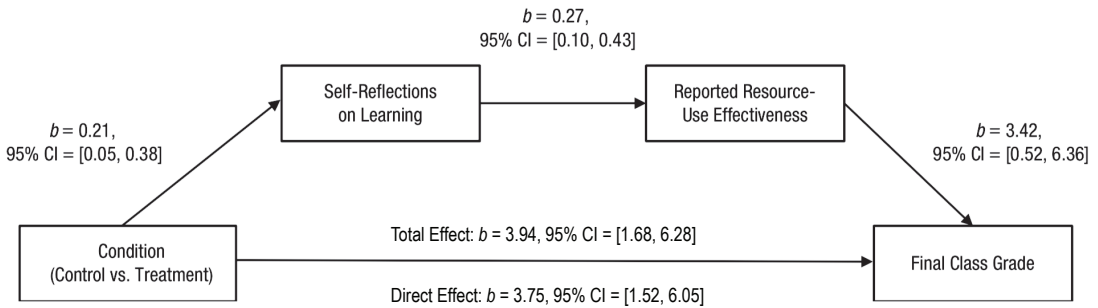 b = 0.27,
95% CI = [0.10, 0.43]
Self-Reflections
on Learning
Reported Resource-
Use Effectiveness
b = 0.21,
95% CI = [0.05, 0.38]
b = 3.42,
95% CI = [0.52, 6.36]
Condition
(Control vs. Treatment)
Total Effect: b = 3.94, 95% CI = [1.68, 6.28]
Direct Effect: b = 3.75, 95% CI = [1.52, 6.05]
Final Class Grade